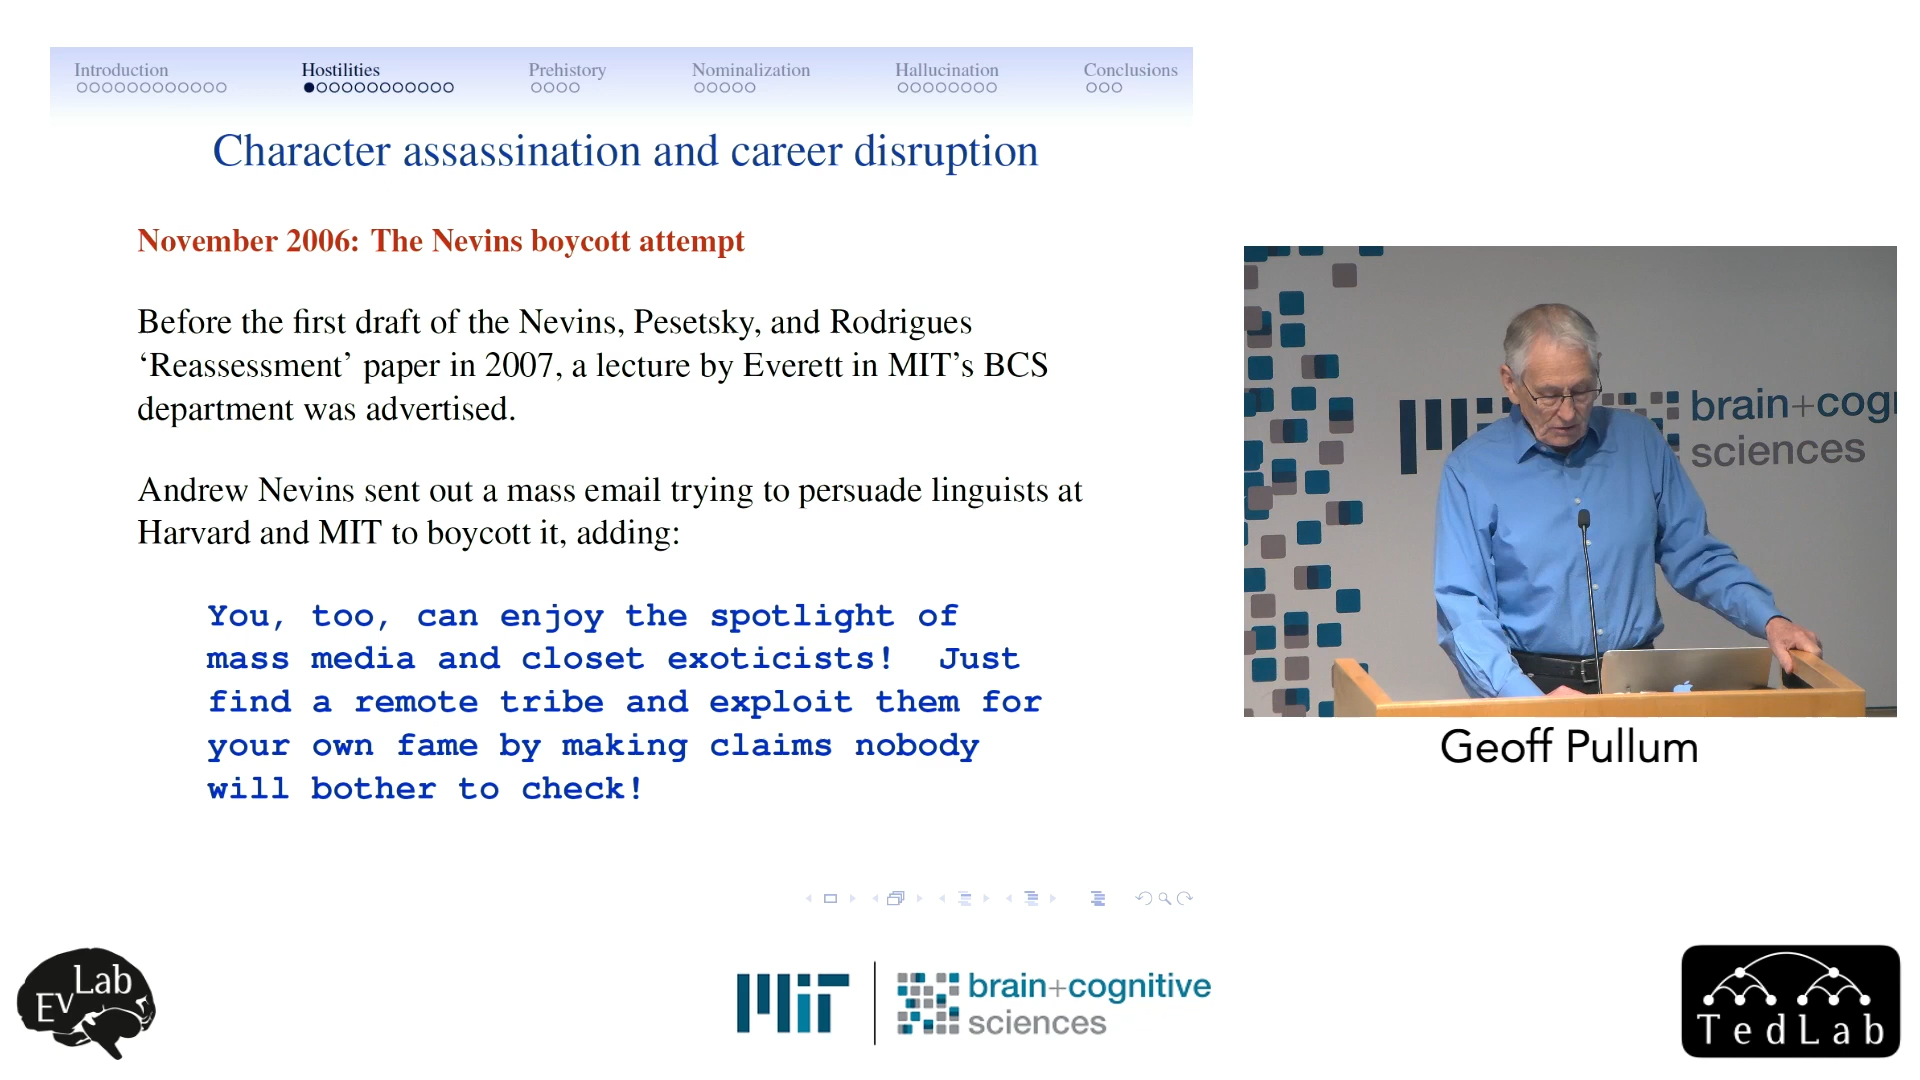 Introduction
Hostilities
Prehistory
Nominalization
Hallucination
Conclusions
Character assassination and career disruption
November 2006: The Nevins boycott attempt
Before the first draft of the Nevins, Pesetsky, and Rodrigues
‘Reassessment’ paper in 2007, a lecture by Everett in MIT’s BCS
department was advertised.
Andrew Nevins sent out a mass email trying to persuade linguists at
Harvard and MIT to boycott it, adding:
You, too, can enjoy the spotlight of
mass media and closet exoticists! Just
find a remote tribe and exploit them for
your own fame by making claims nobody
will bother to check!
brain+cogni
sciences
Geoff Pullum
EvLab
MIT
brain+cognitive
sciences
TedLab